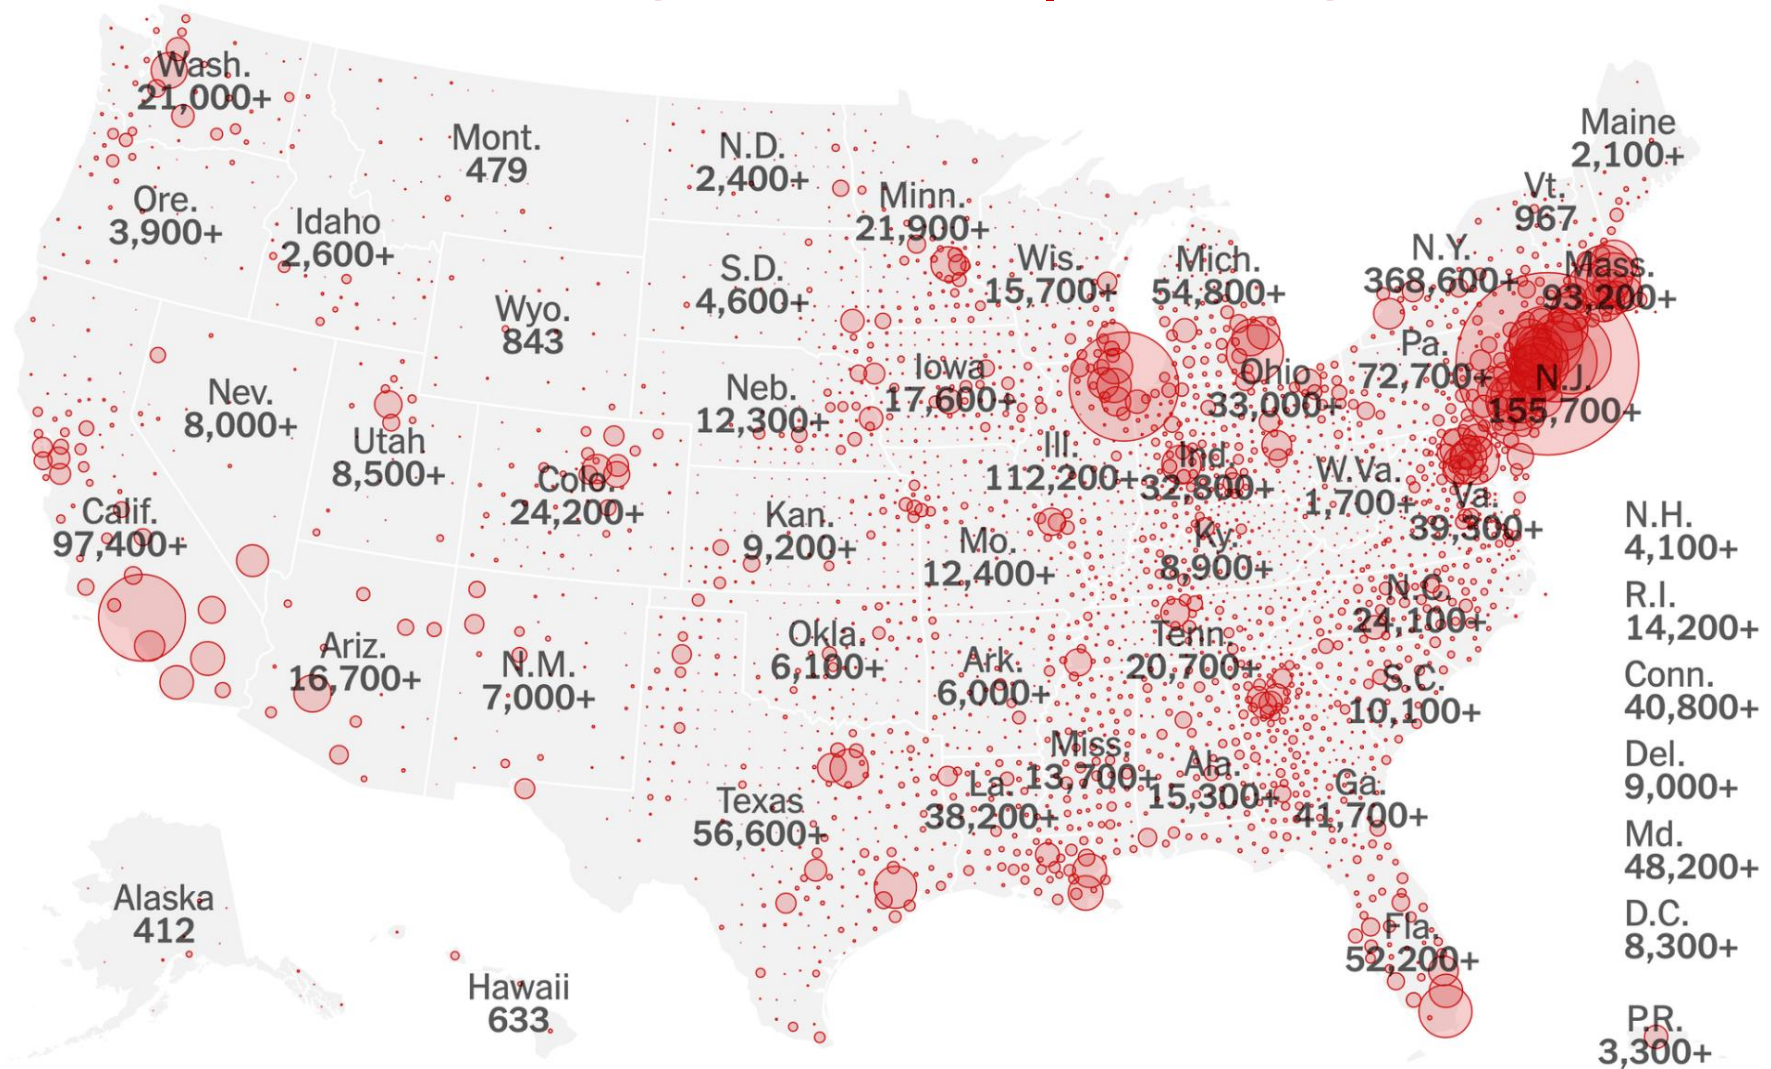 Wash.
21,000+
Mont.
479
N.D.
2,400+
Minn.
21,900+
Maine
2,100+
Vt.
967
Ore.
3,900+
Idaho
2,600+
S.D.
4,600+
Wis.
15,700+
Mich.
54,800+
N.Y.
368,600+
Mass.
93,200+
Wyo.
843
Nev.
8,000+
Utah
8,500+
Neb.
12,300+
Iowa
17,600+
Ohio
33,000+
Pa.
72,700+
N.J.
155,700+
Colo.
24,200+
Ill.
112,200+
Ind.
32,800+
W.Va.
1,700+
Va.
39,300+
Calif.
97,400+
Kan.
9,200+
Mo.
12,400+
Ky.
8,900+
N.H.
4,100+
N.C.
24,100+
R.I.
14,200+
Ariz.
16,700+
N.M.
7,000+
Okla.
6,100+
Ark.
6,000+
Tenn.
20,700+
S.C.
10,100+
Conn.
40,800+
Texas
56,600+
La.
38,200+
Miss.
13,700+
Ala.
15,300+
Ga.
41,700+
Del.
9,000+
Md.
48,200+
Alaska
412
Hawaii
633
Fla.
52,200+
D.C.
8,300+
P.R.
3,300+